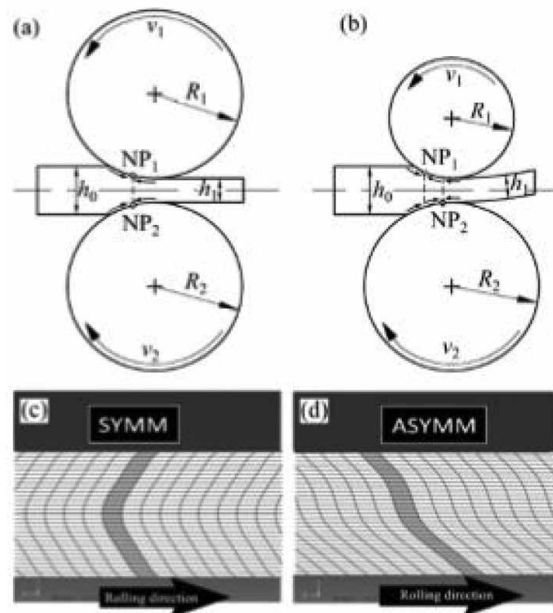 (a)
v₁
R₁
NP₁
h₀
h₁
NP₂
R₂
v₂
(b)
v₁
R₁
NP₁
h₀
h₁
NP₂
R₂
v₂
(c)
SYMM
Rolling direction
(d)
ASYMM
Rolling direction